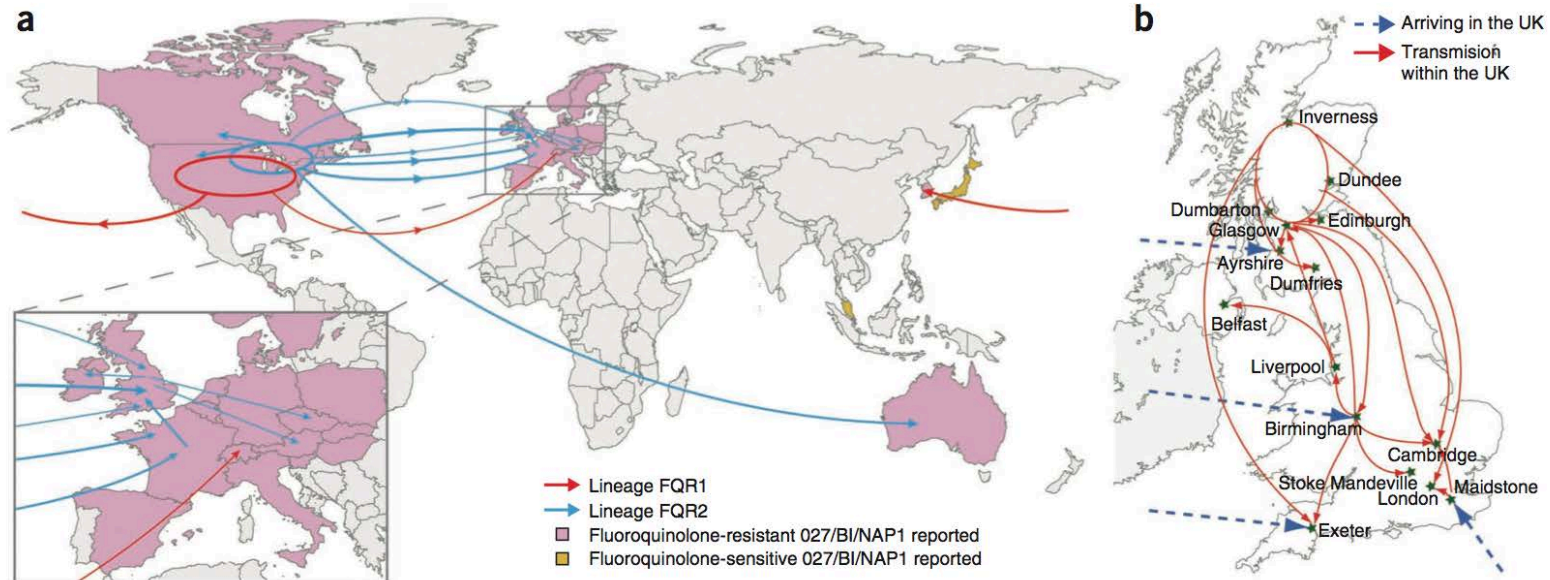 a
Lineage FQR1
Lineage FQR2
Fluoroquinolone-resistant 027/BI/NAP1 reported
Fluoroquinolone-sensitive 027/BI/NAP1 reported
b
Arriving in the UK
Transmision
within the UK
Inverness
Dundee
Dumbarton
Edinburgh
Glasgow
Ayrshire
Dumfries
Belfast
Liverpool
Birmingham
Cambridge
Stoke Mandeville
Maidstone
London
Exeter